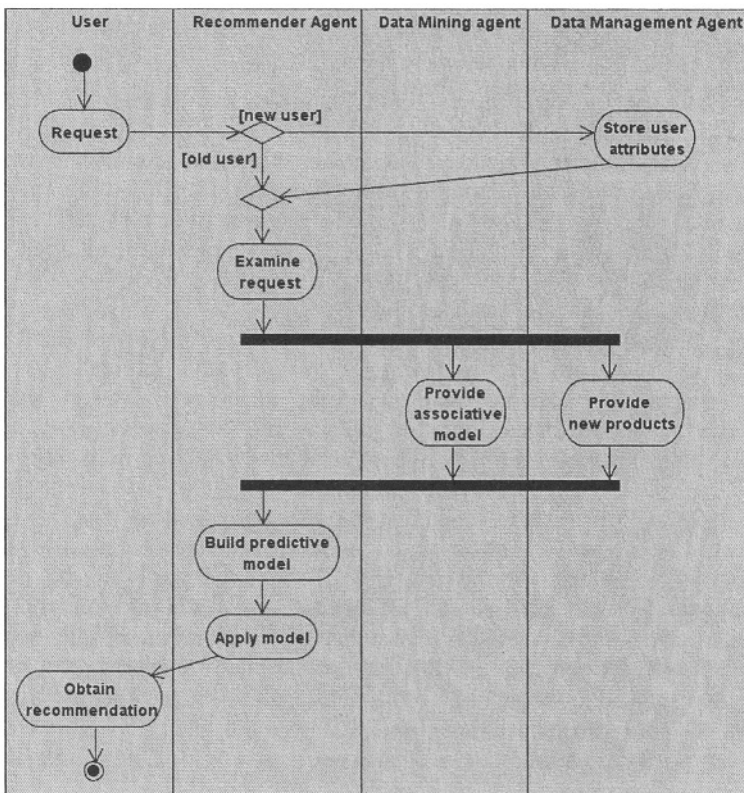 User
Recommender Agent
Data Mining agent
Data Management Agent
[new user]
Request
Store user
attributes
[old user]
Examine
request
Provide
associative
model
Provide
new products
Build predictive
model
Apply model
Obtain
recommendation